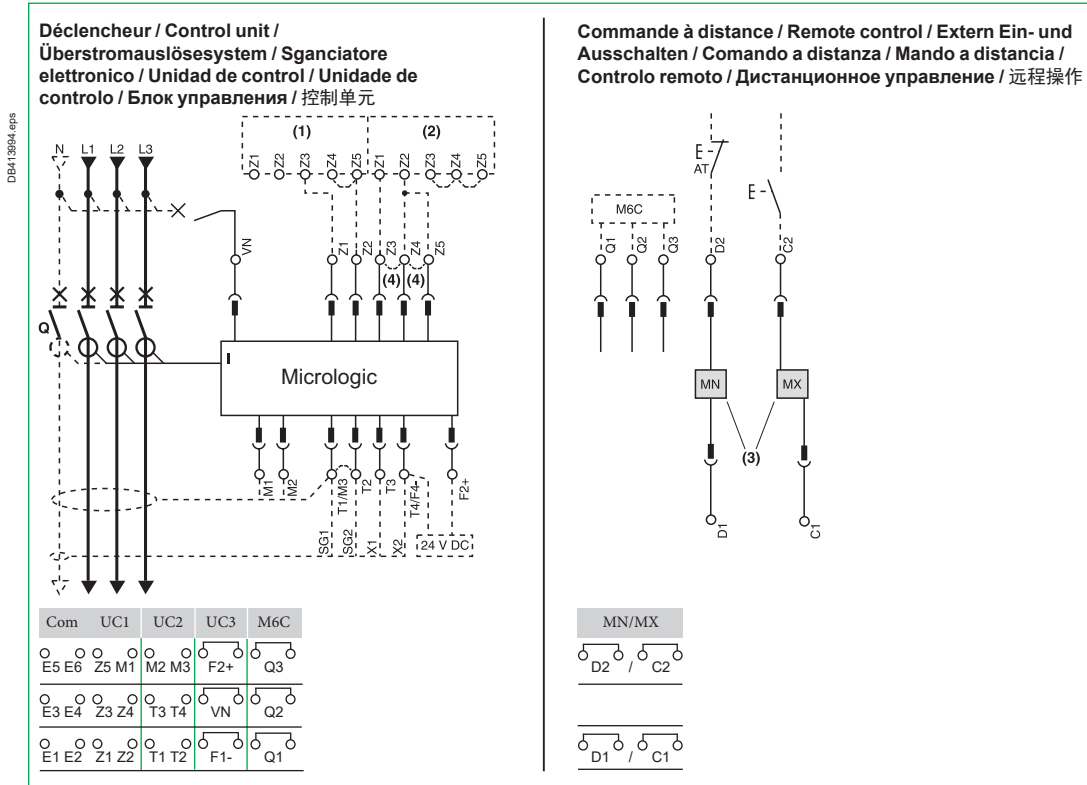 Déclencheur / Control unit /
Überstromauslösesystem / Sganciatore
elettronico / Unidad de control / Unidade de
controlo / Блок управления / 控制单元
DB413994.eps
N L1 L2 L3
(1) (2)
Z1 Z2 Z3 Z4 Z5 Z1 Z2 Z3 Z4 Z5
VN Z1 Z2 Z3 Z4 Z5
(4) (4)
Q
I
Micrologic
M1 M2 T1/M3 T2 T3 T4/F4- F2+
SG1 SG2 X1 X2 24 V DC
Com UC1 UC2 UC3 M6C
E5 E6 Z5 M1 M2 M3 F2+ Q3
E3 E4 Z3 Z4 T3 T4 VN Q2
E1 E2 Z1 Z2 T1 T2 F1- Q1
Commande à distance / Remote control / Extern Ein- und
Ausschalten / Comando a distanza / Mando a distancia /
Controlo remoto / Дистанционное управление / 远程操作
E
AT
E
M6C
Q1 Q2 Q3 D2 C2
MN MX
(3)
D1 C1
MN/MX
D2 / C2
D1 / C1